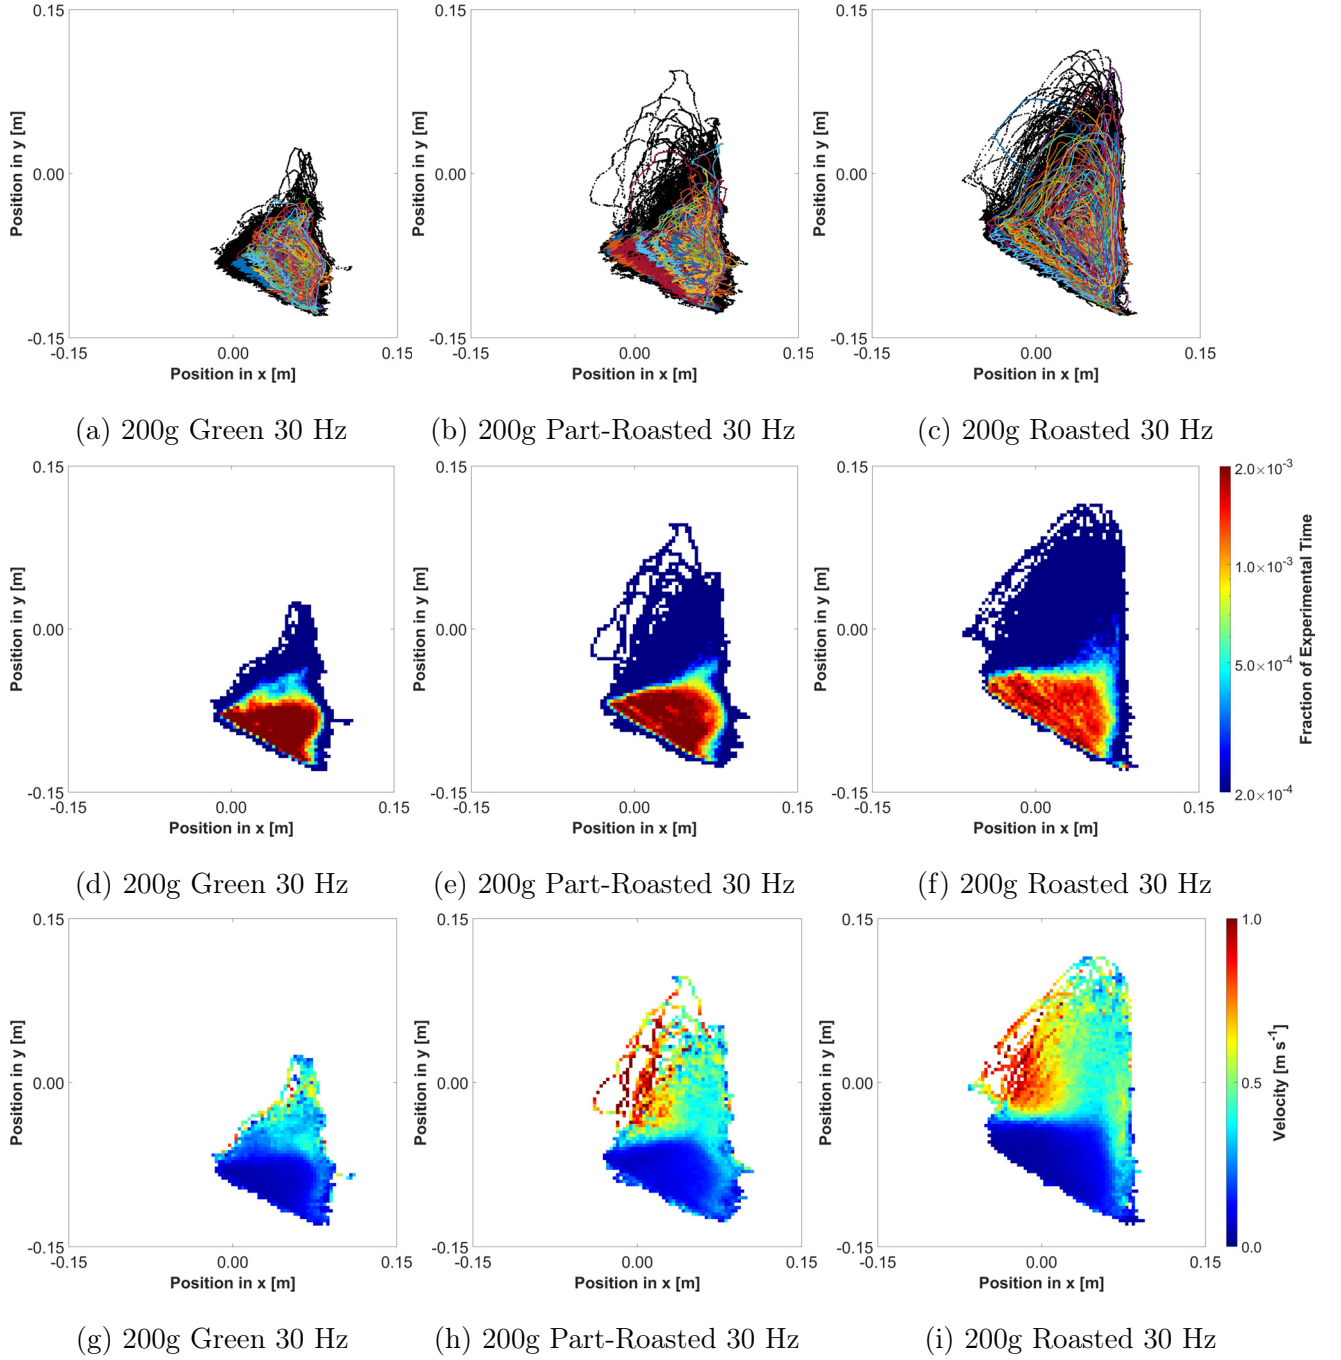 0.15
0.15
0.15
Position in y [m]
Position in y [m]
Position in y [m]
0.00
0.00
0.00
-0.15
-0.15
-0.15
-0.15 0.00 0.15
-0.15 0.00 0.15
-0.15 0.00 0.15
Position in x [m]
Position in x [m]
Position in x [m]
(a) 200g Green 30 Hz
(b) 200g Part-Roasted 30 Hz
(c) 200g Roasted 30 Hz
0.15
0.15
0.15
Position in y [m]
Position in y [m]
Position in y [m]
0.00
0.00
0.00
-0.15
-0.15
-0.15
-0.15 0.00 0.15
-0.15 0.00 0.15
-0.15 0.00 0.15
Position in x [m]
Position in x [m]
Position in x [m]
2.0×10⁻³
1.0×10⁻³
5.0×10⁻⁴
2.0×10⁻⁴
Fraction of Experimental Time
(d) 200g Green 30 Hz
(e) 200g Part-Roasted 30 Hz
(f) 200g Roasted 30 Hz
0.15
0.15
0.15
Position in y [m]
Position in y [m]
Position in y [m]
0.00
0.00
0.00
-0.15
-0.15
-0.15
-0.15 0.00 0.15
-0.15 0.00 0.15
-0.15 0.00 0.15
Position in x [m]
Position in x [m]
Position in x [m]
1.0
0.5
0.0
Velocity [m s⁻¹]
(g) 200g Green 30 Hz
(h) 200g Part-Roasted 30 Hz
(i) 200g Roasted 30 Hz